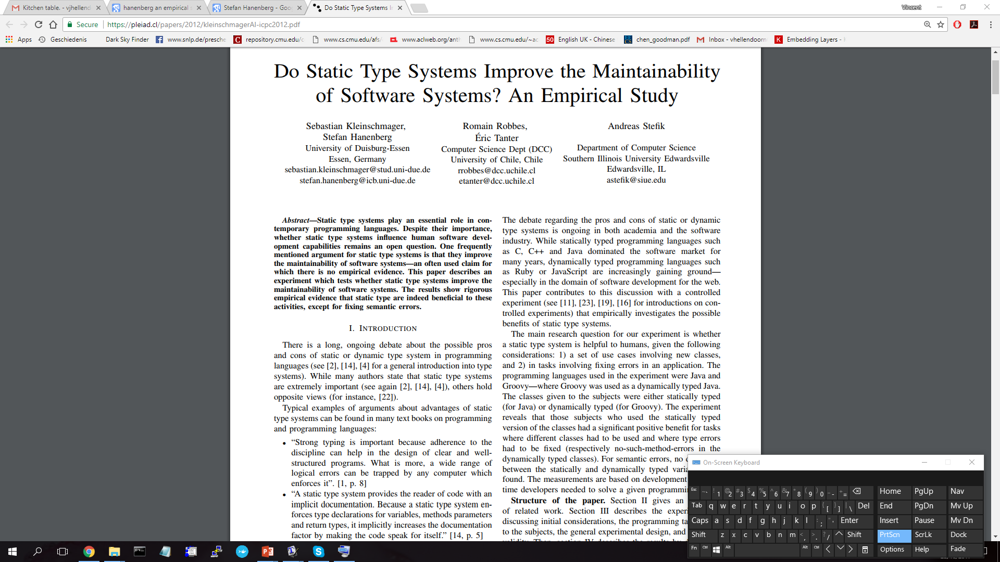 Kitchen table. - vjhellend
hanenberg an empirical s
Stefan Hanenberg - Goo
Do Static Type Systems I
Vincent
Secure
https://pleiad.cl/papers/2012/kleinschmagerAl-icpc2012.pdf
Apps
Geschiedenis
Dark Sky Finder
www.snlp.de/presche
repository.cmu.edu/c
www.cs.cmu.edu/afs/
www.aclweb.org/anth
www.cs.cmu.edu/~ac
50 English UK - Chinese
chen_goodman.pdf
Inbox - vhellendoorn
K Embedding Layers -
Do Static Type Systems Improve the Maintainability
of Software Systems? An Empirical Study
Sebastian Kleinschmager,
Stefan Hanenberg
University of Duisburg-Essen
Essen, Germany
sebastian.kleinschmager@stud.uni-due.de
stefan.hanenberg@icb.uni-due.de
Romain Robbes,
Éric Tanter
Computer Science Dept (DCC)
University of Chile, Chile
rrobbes@dcc.uchile.cl
etanter@dcc.uchile.cl
Andreas Stefik
Department of Computer Science
Southern Illinois University Edwardsville
Edwardsville, IL
astefik@siue.edu
Abstract—Static type systems play an essential role in con-
temporary programming languages. Despite their importance,
whether static type systems influence human software devel-
opment capabilities remains an open question. One frequently
mentioned argument for static type systems is that they improve
the maintainability of software systems—an often used claim for
which there is no empirical evidence. This paper describes an
experiment which tests whether static type systems improve the
maintainability of software systems. The results show rigorous
empirical evidence that static type are indeed beneficial to these
activities, except for fixing semantic errors.
I. INTRODUCTION
There is a long, ongoing debate about the possible pros
and cons of static or dynamic type system in programming
languages (see [2], [14], [4] for a general introduction into type
systems). While many authors state that static type systems
are extremely important (see again [2], [14], [4]), others hold
opposite views (for instance, [22]).
Typical examples of arguments about advantages of static
type systems can be found in many text books on programming
and programming languages:
• “Strong typing is important because adherence to the
discipline can help in the design of clear and well-
structured programs. What is more, a wide range of
logical errors can be trapped by any computer which
enforces it”. [1, p. 8]
• “A static type system provides the reader of code with an
implicit documentation. Because a static type system en-
forces type declarations for variables, methods parameters
and return types, it implicitly increases the documentation
factor by making the code speak for itself.” [14, p. 5]
The debate regarding the pros and cons of static or dynamic
type systems is ongoing in both academia and the software
industry. While statically typed programming languages such
as C, C++ and Java dominated the software market for
many years, dynamically typed programming languages such
as Ruby or JavaScript are increasingly gaining ground—
especially in the domain of software development for the web.
This paper contributes to this discussion with a controlled
experiment (see [11], [23], [19], [16] for introductions on con-
trolled experiments) that empirically investigates the possible
benefits of static type systems.
The main research question for our experiment is whether
a static type system is helpful to humans, given the following
considerations: 1) a set of use cases involving new classes,
and 2) in tasks involving fixing errors in an application. The
programming languages used in the experiment were Java and
Groovy—where Groovy was used as a dynamically typed Java.
The classes given to the subjects were either statically typed
(for Java) or dynamically typed (for Groovy). The experiment
reveals that those subjects who used the statically typed
version of the classes had a significant positive benefit for tasks
where different classes had to be used and where type errors
had to be fixed (respectively no-such-method-errors in the
dynamically typed classes). For semantic errors, no
between the statically and dynamically typed varia
found. The measurements are based on development
time developers needed to solve a given programmi
Structure of the paper. Section II gives an
of related work. Section III describes the experi
discussing initial considerations, the programming ta
to the subjects, the general experimental design, and
On-Screen Keyboard
Esc ~ ` ! 1 @ 2 # 3 $ 4 % 5 ^ 6 & 7 * 8 ( 9 ) 0 _ - + = Home PgUp Nav
Tab q w e r t y u i o p { [ } ] | \ Del End PgDn Mv Up
Caps a s d f g h j k l : ; " ' Enter Insert Pause Mv Dn
Shift z x c v b n m < , > . ? / Shift PrtScn ScrLk Dock
Fn Ctrl Alt Alt Ctrl Options Help Fade